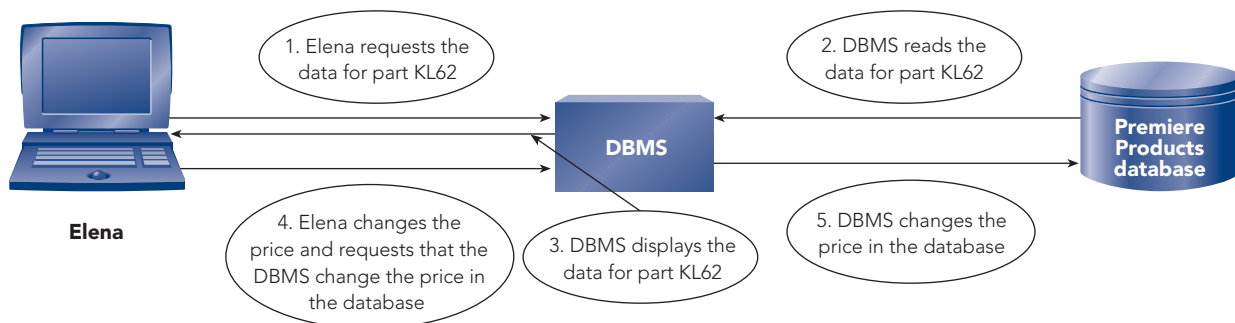 1. Elena requests the
data for part KL62
2. DBMS reads the
data for part KL62
DBMS
Premiere
Products
database
Elena
4. Elena changes the
price and requests that the
DBMS change the price in
the database
3. DBMS displays the
data for part KL62
5. DBMS changes the
price in the database